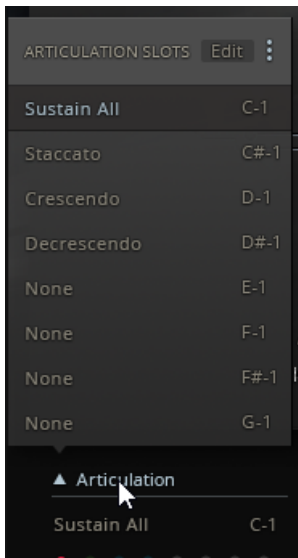 ARTICULATION SLOTS Edit
Sustain All C-1
Staccato C#-1
Crescendo D-1
Decrescendo D#-1
None E-1
None F-1
None F#-1
None G-1
▲ Articulation
Sustain All C-1